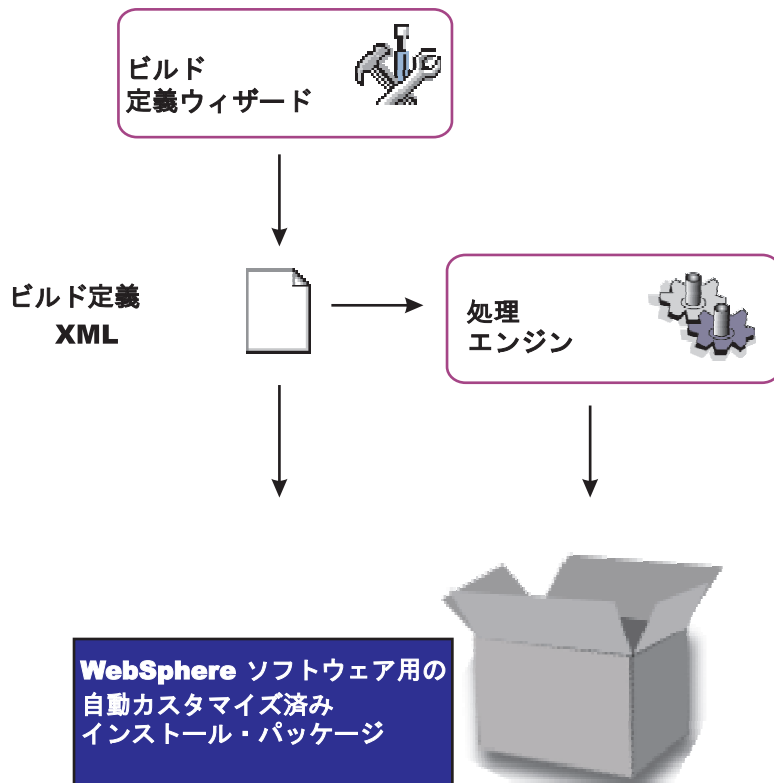 ビルド
定義ウィザード
ビルド定義
XML
処理
エンジン
WebSphere ソフトウェア用の
自動カスタマイズ済み
インストール・パッケージ